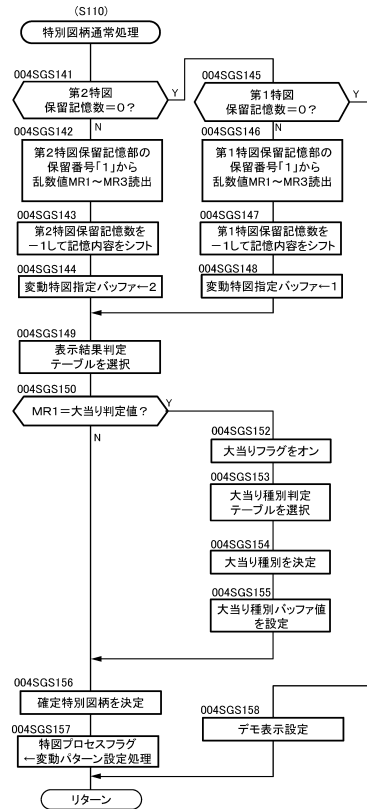 (S110)
特別図柄通常処理
004SGS141
第2特図
保留記憶数=0?
Y
N
004SGS142
第2特図保留記憶部の
保留番号「1」から
乱数値MR1～MR3読出
004SGS143
第2特図保留記憶数を
-1して記憶内容をシフト
004SGS144
変動特図指定バッファ←2
004SGS145
第1特図
保留記憶数=0?
Y
N
004SGS146
第1特図保留記憶部の
保留番号「1」から
乱数値MR1～MR3読出
004SGS147
第1特図保留記憶数を
-1して記憶内容をシフト
004SGS148
変動特図指定バッファ←1
004SGS149
表示結果判定
テーブルを選択
004SGS150
MR1=大当り判定値?
Y
N
004SGS152
大当りフラグをオン
004SGS153
大当り種別判定
テーブルを選択
004SGS154
大当り種別を決定
004SGS155
大当り種別バッファ値
を設定
004SGS156
確定特別図柄を決定
004SGS157
特図プロセスフラグ
←変動パターン設定処理
004SGS158
デモ表示設定
リターン